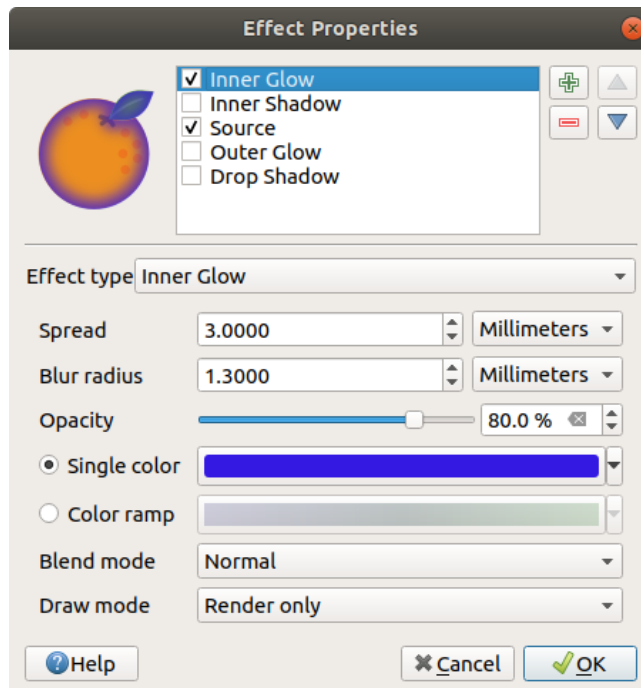 Effect Properties
Inner Glow
Inner Shadow
Source
Outer Glow
Drop Shadow
Effect type Inner Glow
Spread 3.0000 Millimeters
Blur radius 1.3000 Millimeters
Opacity 80.0 %
Single color
Color ramp
Blend mode Normal
Draw mode Render only
Help Cancel OK